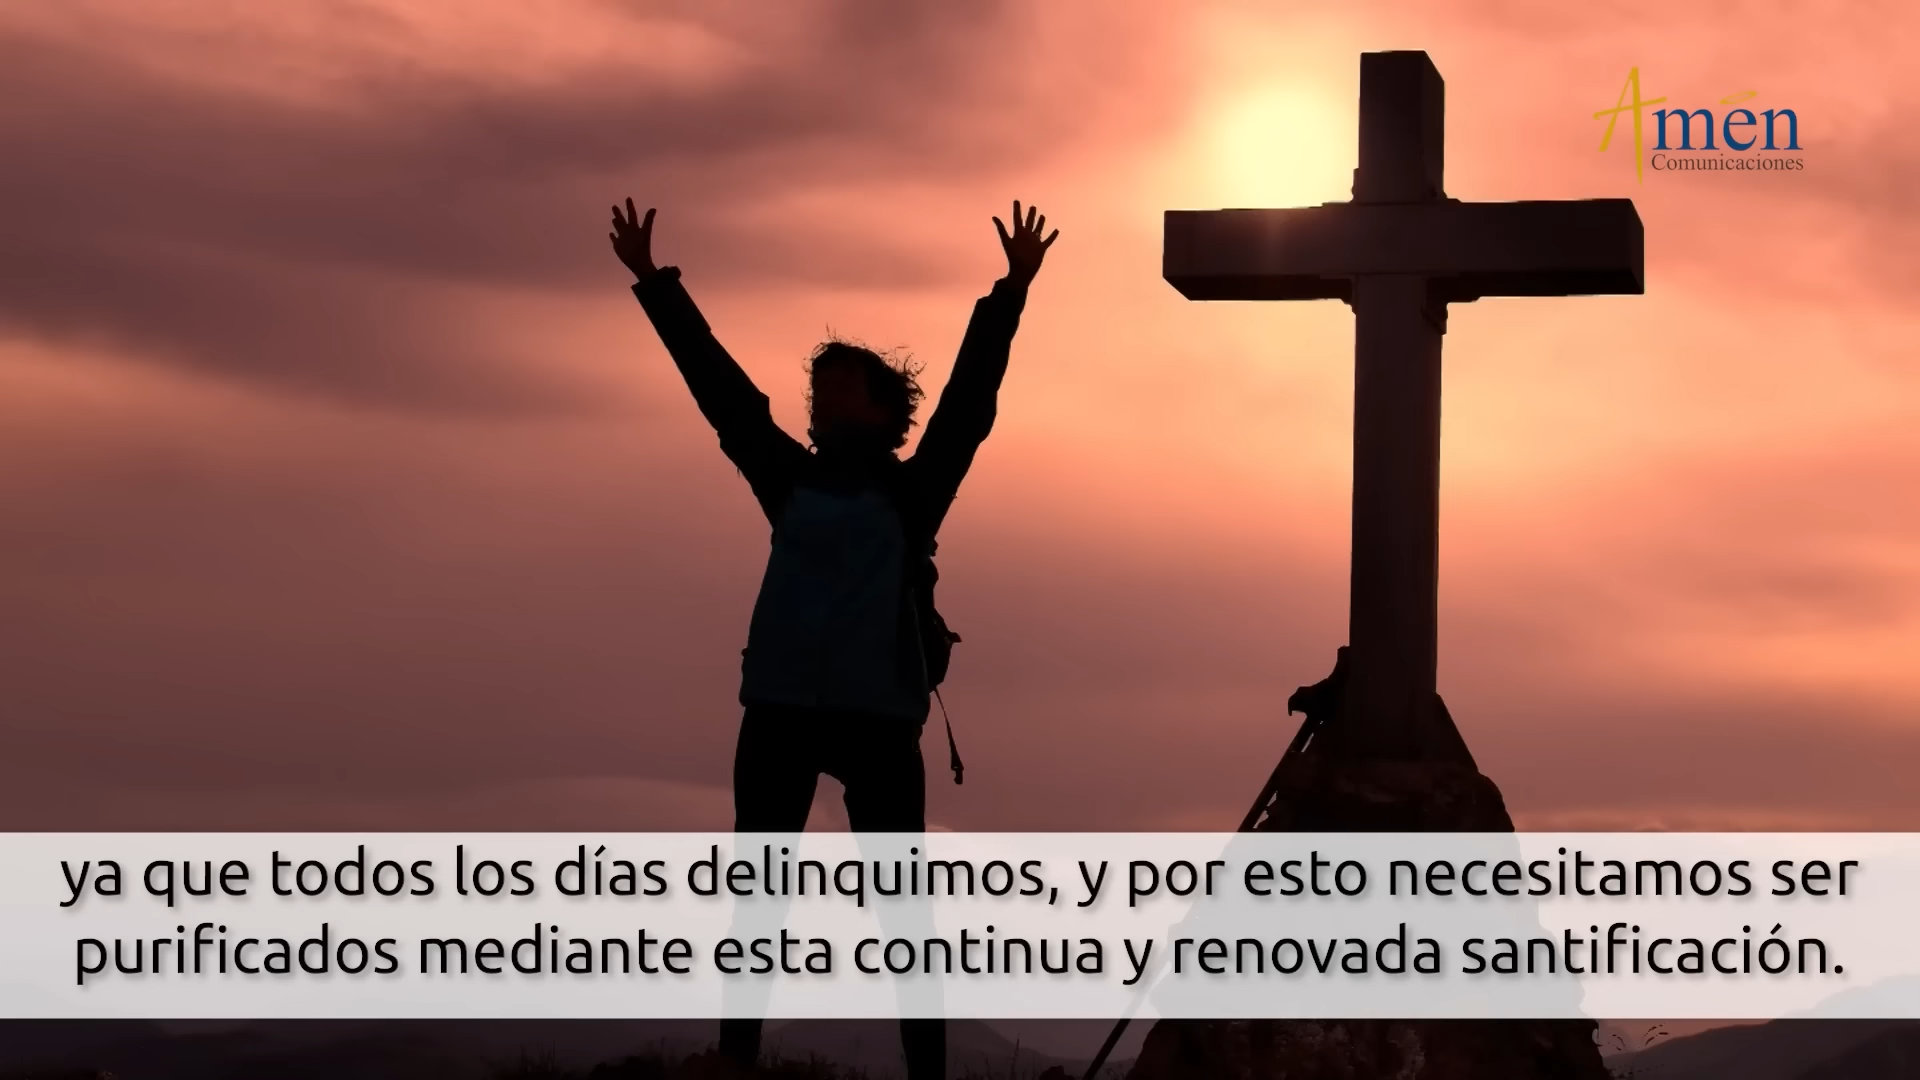 Amén
Comunicaciones
ya que todos los días delinquimos, y por esto necesitamos ser
purificados mediante esta continua y renovada santificación.